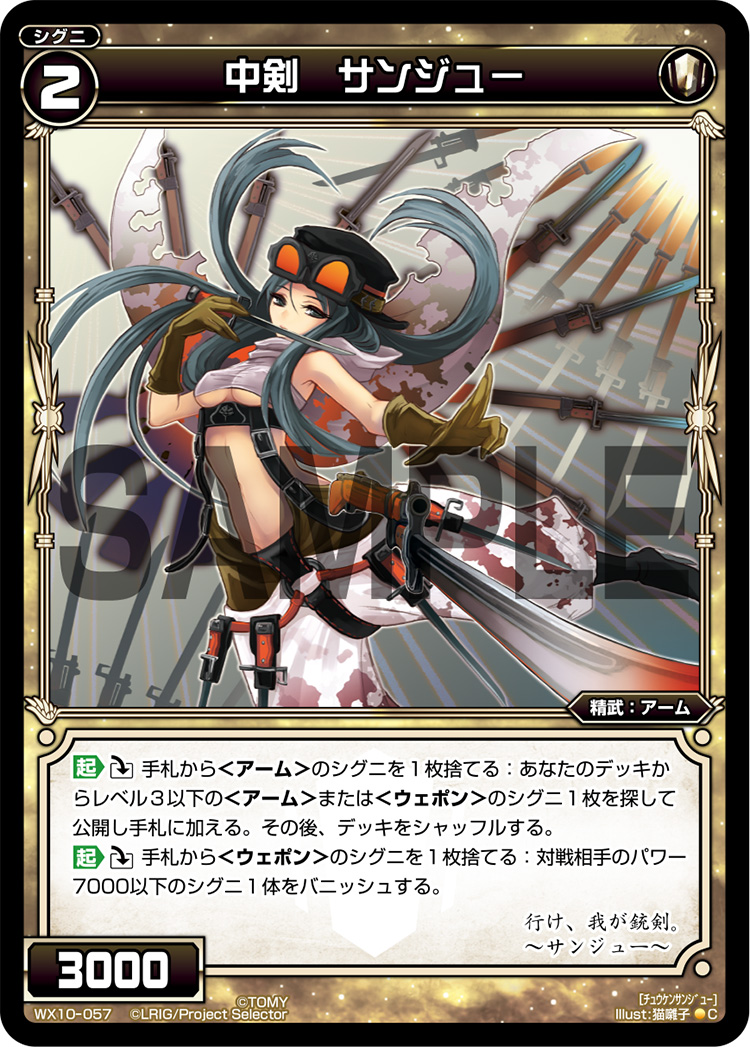 シグニ
2
中剣　サンジュー
SAMPLE
精武：アーム
起 手札から＜アーム＞のシグニを１枚捨てる：あなたのデッキか
らレベル３以下の＜アーム＞または＜ウェポン＞のシグニ１枚を探して
公開し手札に加える。その後、デッキをシャッフルする。
起 手札から＜ウェポン＞のシグニを１枚捨てる：対戦相手のパワー
7000以下のシグニ１体をバニッシュする。
行け、我が銃剣。
～サンジュー～
3000
©TOMY
[ﾁｭｳｹﾝｻﾝｼﾞｭｰ]
WX10-057 ©LRIG/Project Selector
Illust:猫囃子 C